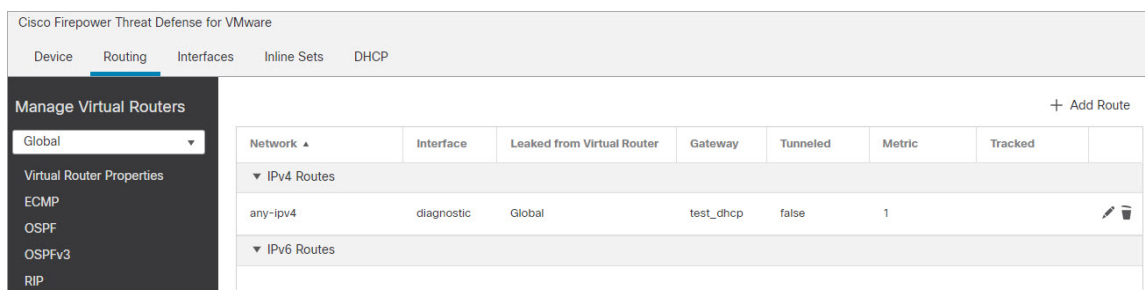 Cisco Firepower Threat Defense for VMware
Device Routing Interfaces Inline Sets DHCP
Manage Virtual Routers
Global
Virtual Router Properties
ECMP
OSPF
OSPFv3
RIP
+ Add Route
Network Interface Leaked from Virtual Router Gateway Tunneled Metric Tracked
IPv4 Routes
any-ipv4 diagnostic Global test_dhcp false 1
IPv6 Routes